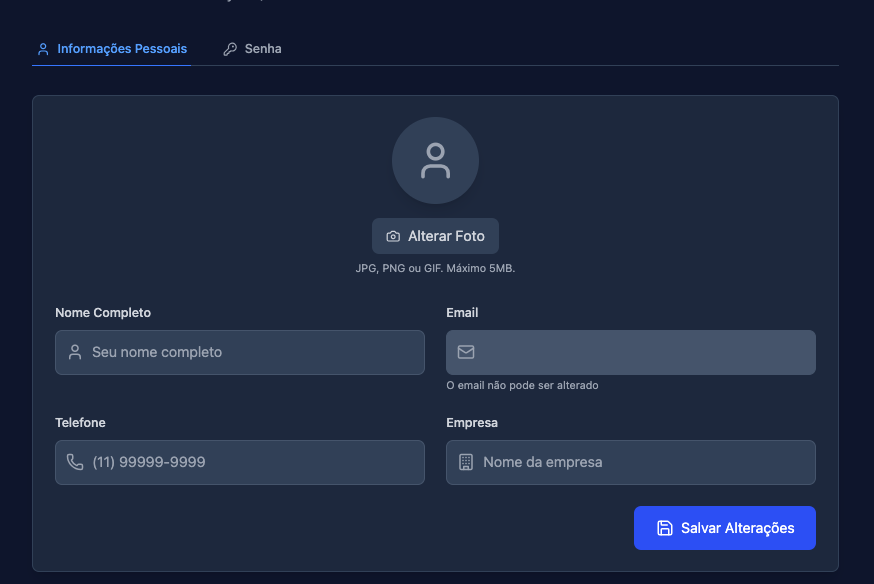 Informações Pessoais
Senha
Alterar Foto
JPG, PNG ou GIF. Máximo 5MB.
Nome Completo
Email
Seu nome completo
O email não pode ser alterado
Telefone
Empresa
(11) 99999-9999
Nome da empresa
Salvar Alterações